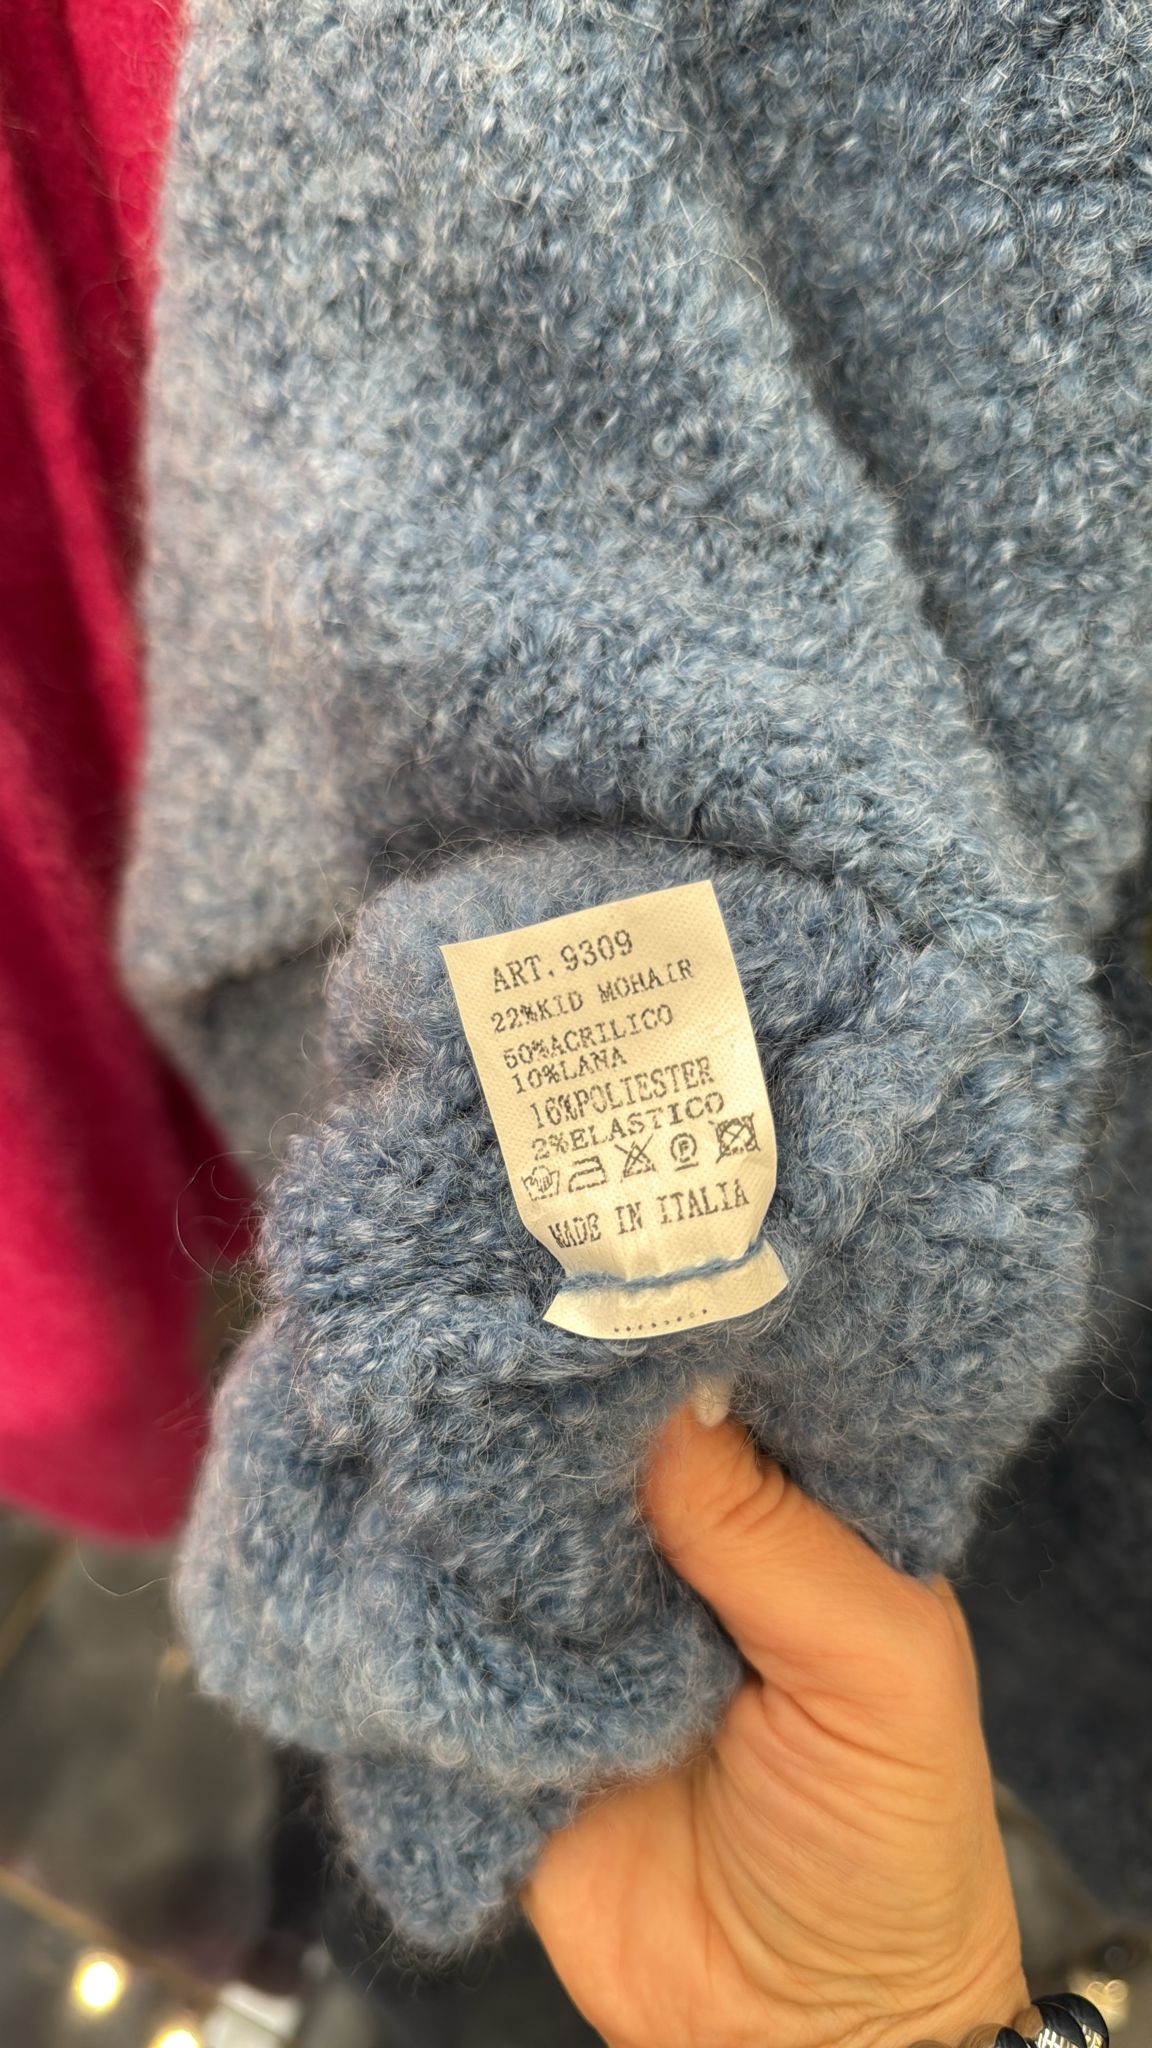 ART. 9309
22%KID MOHAIR
50%ACRILICO
10%LANA
16%POLIESTER
2%ELASTICO
P
MADE IN ITALIA